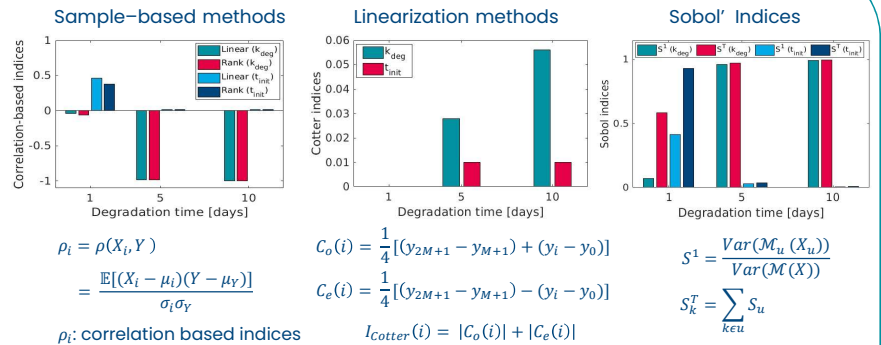 Sample–based methods
Linear (k_deg)
Rank (k_deg)
Linear (t_init)
Rank (t_init)
Correlation-based indices
1
0.5
0
-0.5
-1
1 5 10
Degradation time [days]
ρ_i = ρ(X_i, Y )
= 𝔼[(X_i − μ_i)(Y − μ_Y)] / σ_iσ_Y
ρ_i: correlation based indices
Linearization methods
k_deg
t_init
Cotter indices
0.06
0.05
0.04
0.03
0.02
0.01
0
1 5 10
Degradation time [days]
C_o(i) = 1/4 [(y_{2M+1} − y_{M+1}) + (y_i − y_0)]
C_e(i) = 1/4 [(y_{2M+1} − y_{M+1}) − (y_i − y_0)]
I_{Cotter}(i) = |C_o(i)| + |C_e(i)|
Sobol’ Indices
S^1 (k_deg) S^T (k_deg) S^1 (t_init) S^T (t_init)
Sobol indices
1
0.5
0
1 5 10
Degradation time [days]
S^1 = Var(ℳ_u (X_u)) / Var(ℳ(X))
S_k^T = ∑_{kϵu} S_u